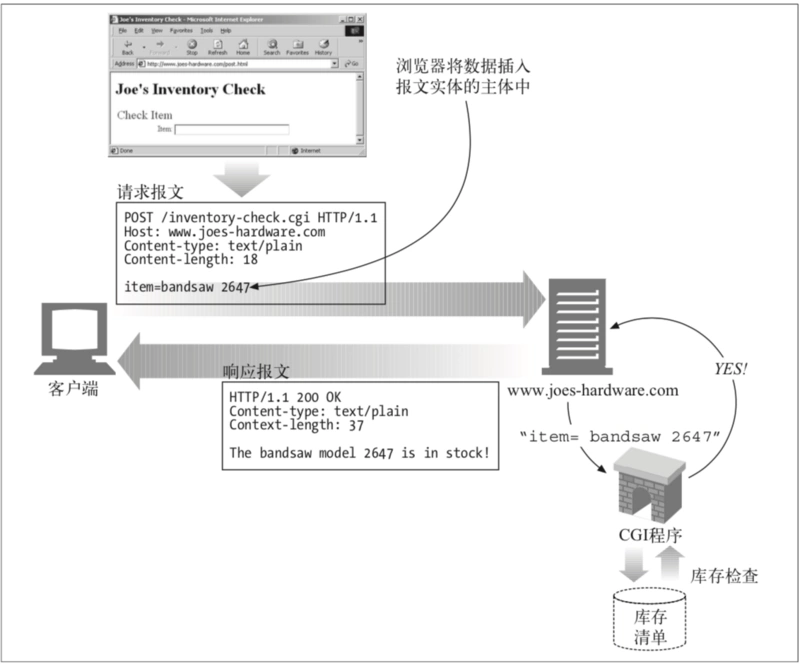 Joe's Inventory Check - Microsoft Internet Explorer
File Edit View Favorites Tools Help
Back Forward Stop Refresh Home Search Favorites History
Address http://www.joes-hardware.com/post.html Go
Joe's Inventory Check
Check Item
Item:
Done Internet
浏览器将数据插入
报文实体的主体中
请求报文
POST /inventory-check.cgi HTTP/1.1
Host: www.joes-hardware.com
Content-type: text/plain
Content-length: 18
item=bandsaw 2647
客户端
响应报文
HTTP/1.1 200 OK
Content-type: text/plain
Context-length: 37
The bandsaw model 2647 is in stock!
www.joes-hardware.com
YES!
“item= bandsaw 2647”
CGI程序
库存检查
库存
清单